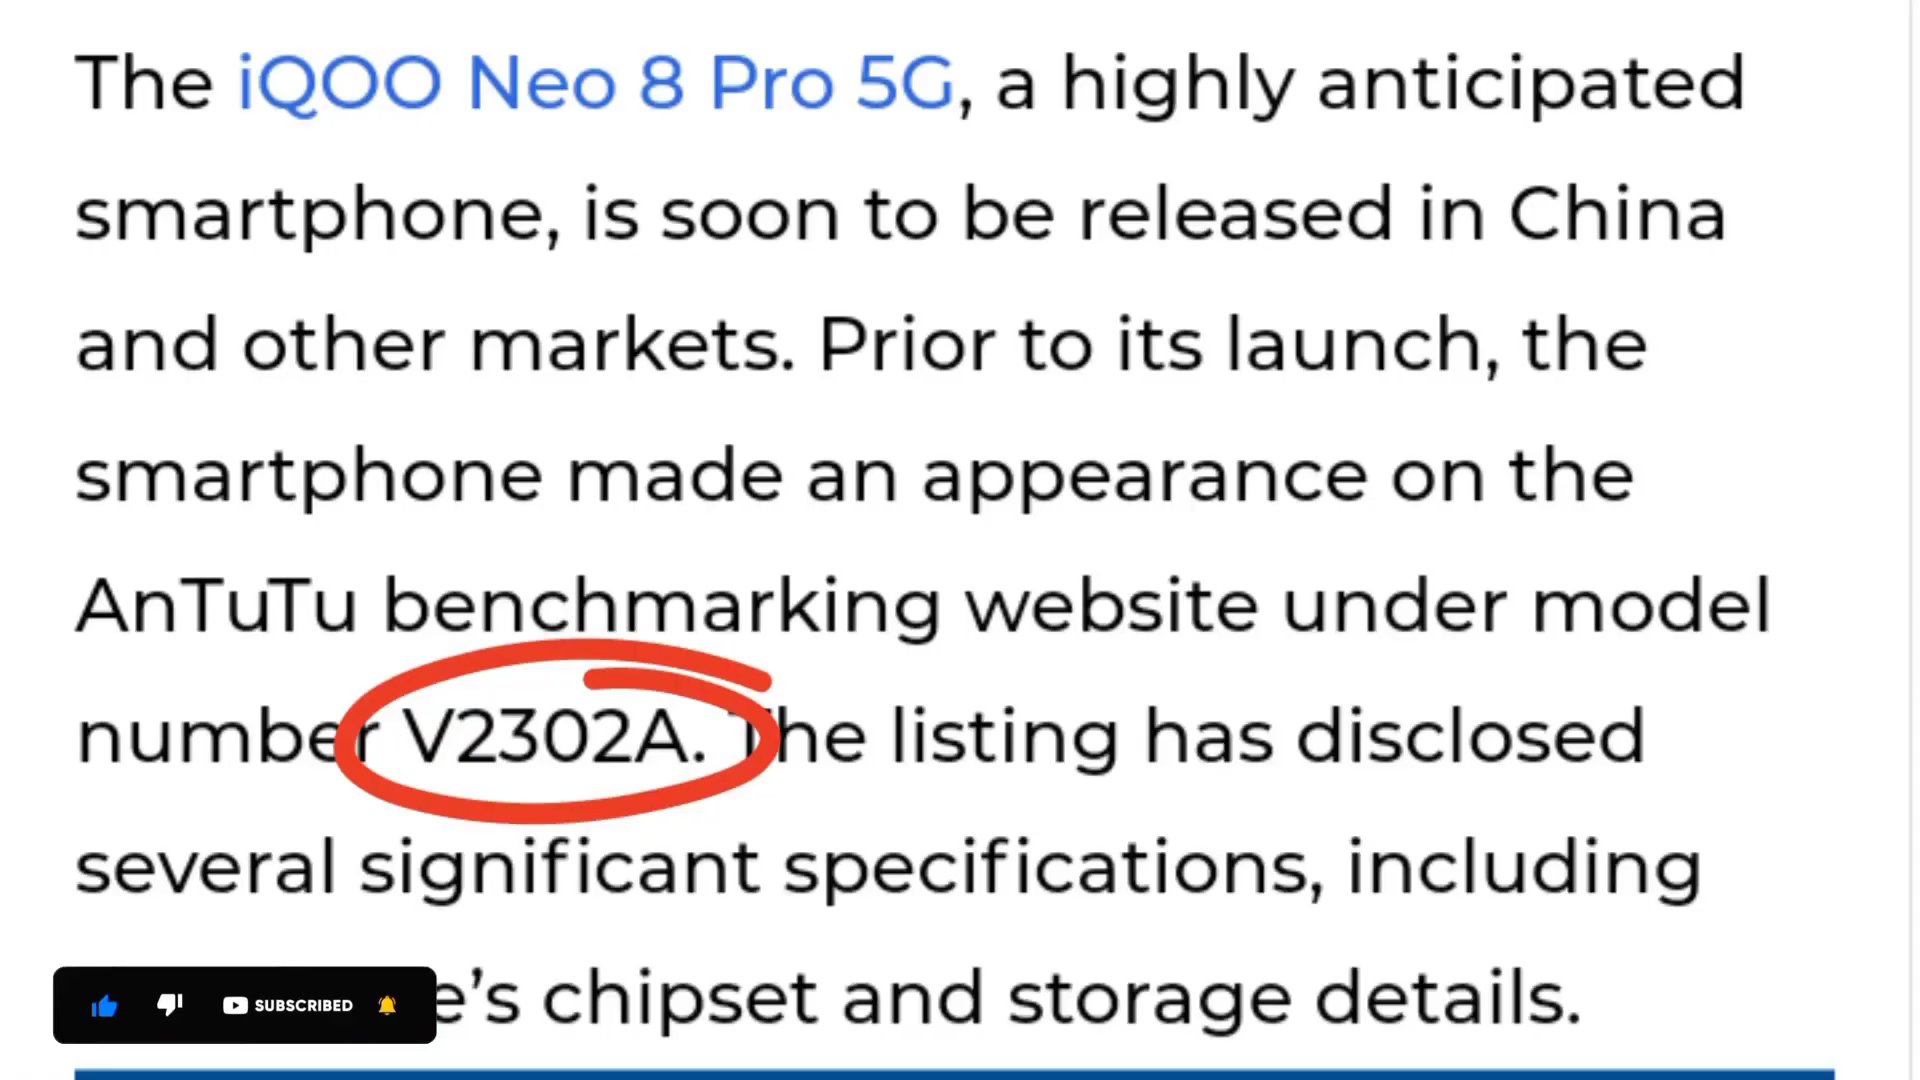 The iQOO Neo 8 Pro 5G, a highly anticipated
smartphone, is soon to be released in China
and other markets. Prior to its launch, the
smartphone made an appearance on the
AnTuTu benchmarking website under model
number V2302A. The listing has disclosed
several significant specifications, including
e’s chipset and storage details.
SUBSCRIBED